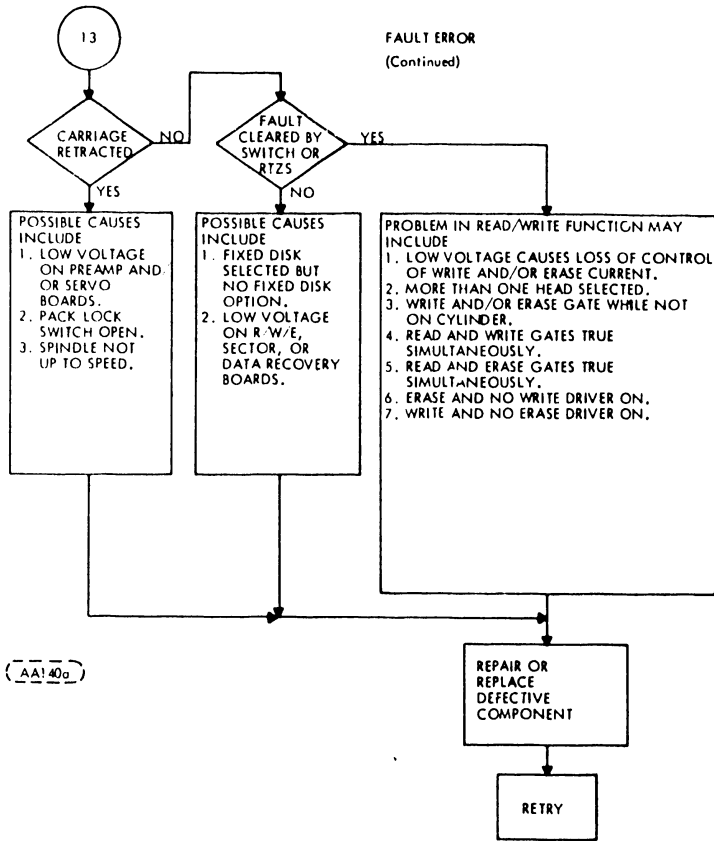 13
FAULT ERROR
(Continued)
CARRIAGE
RETRACTED
NO
YES
FAULT
CLEARED BY
SWITCH OR
RTZS
YES
NO
POSSIBLE CAUSES
INCLUDE
1. LOW VOLTAGE
ON PREAMP AND/
OR SERVO
BOARDS.
2. PACK LOCK
SWITCH OPEN.
3. SPINDLE NOT
UP TO SPEED.
POSSIBLE CAUSES
INCLUDE
1. FIXED DISK
SELECTED BUT
NO FIXED DISK
OPTION.
2. LOW VOLTAGE
ON R/W/E,
SECTOR, OR
DATA RECOVERY
BOARDS.
PROBLEM IN READ/WRITE FUNCTION MAY
INCLUDE
1. LOW VOLTAGE CAUSES LOSS OF CONTROL
OF WRITE AND/OR ERASE CURRENT.
2. MORE THAN ONE HEAD SELECTED.
3. WRITE AND/OR ERASE GATE WHILE NOT
ON CYLINDER.
4. READ AND WRITE GATES TRUE
SIMULTANEOUSLY.
5. READ AND ERASE GATES TRUE
SIMULTANEOUSLY.
6. ERASE AND NO WRITE DRIVER ON.
7. WRITE AND NO ERASE DRIVER ON.
AA140a
REPAIR OR
REPLACE
DEFECTIVE
COMPONENT
RETRY